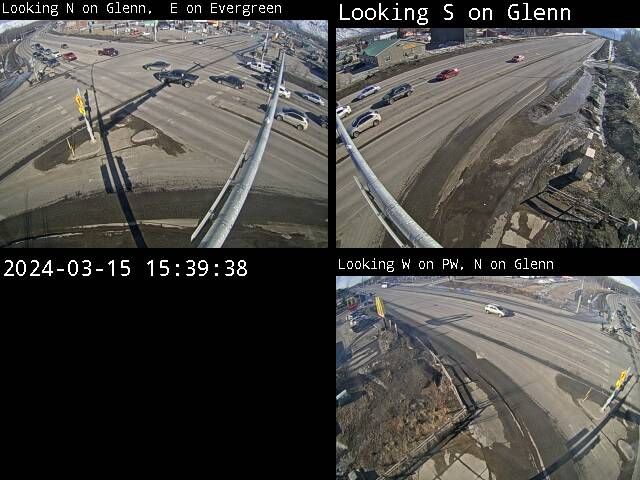 Looking N on Glenn,  E on Evergreen
Looking S on Glenn
2024-03-15 15:39:38
Looking W on PW, N on Glenn